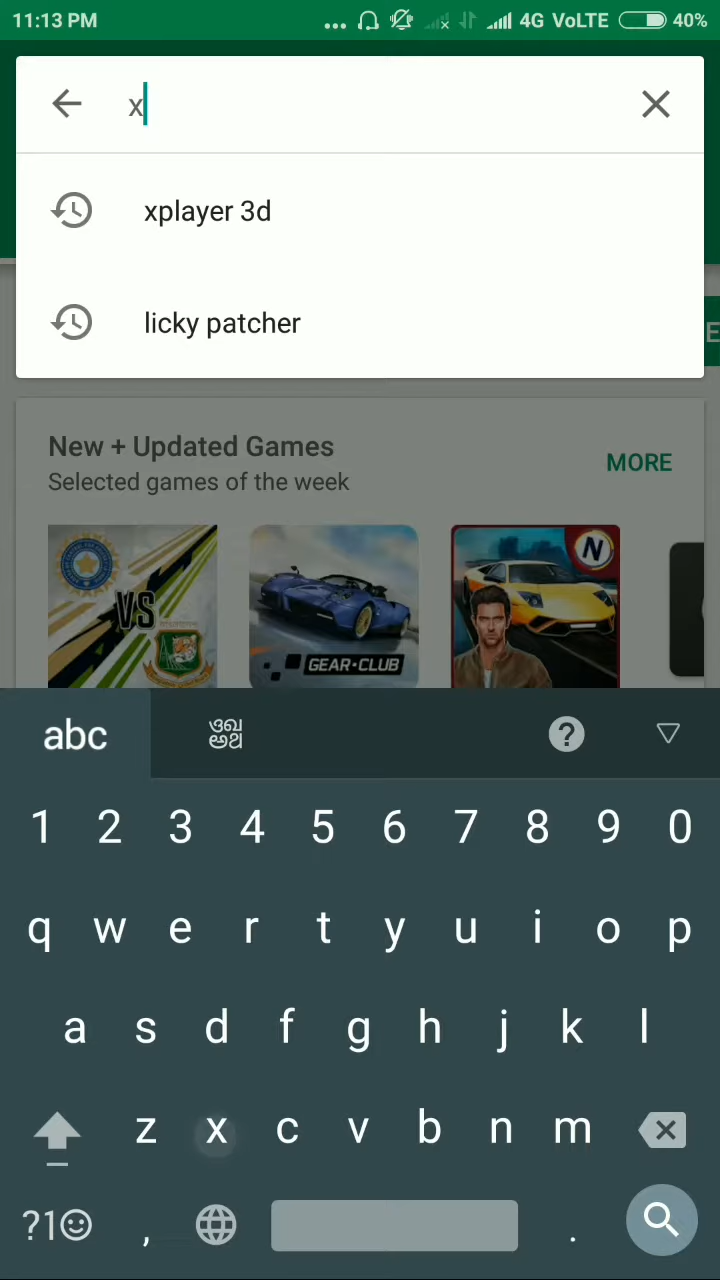 11:13 PM ... 4G VoLTE 40%
x
xplayer 3d
licky patcher
E
New + Updated Games
Selected games of the week
MORE
VS
GEAR·CLUB
N
abc
?
1 2 3 4 5 6 7 8 9 0
q w e r t y u i o p
a s d f g h j k l
z x c v b n m
?1☺ , .